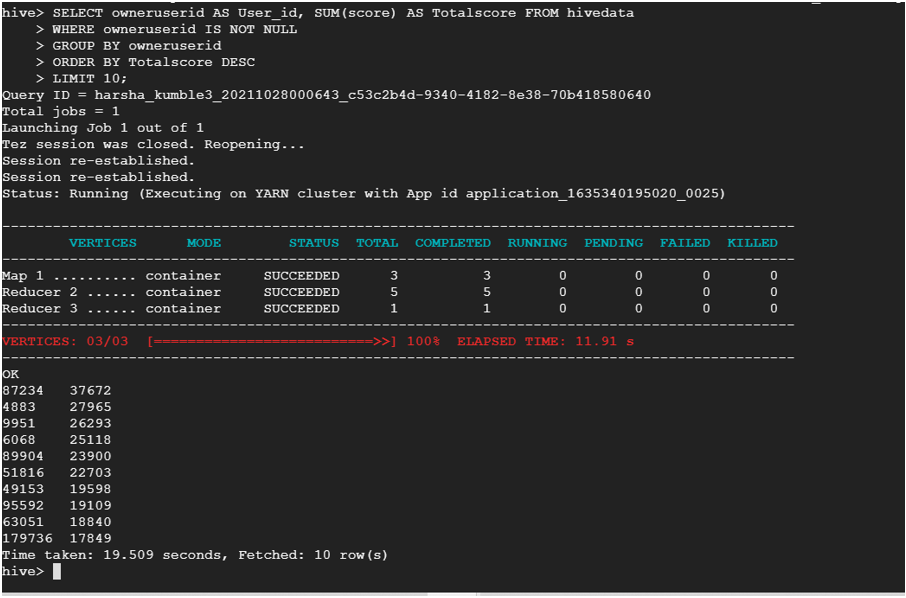 hive> SELECT owneruserid AS User_id, SUM(score) AS Totalscore FROM hivedata
    > WHERE owneruserid IS NOT NULL
    > GROUP BY owneruserid
    > ORDER BY Totalscore DESC
    > LIMIT 10;
Query ID = harsha_kumble3_20211028000643_c53c2b4d-9340-4182-8e38-70b418580640
Total jobs = 1
Launching Job 1 out of 1
Tez session was closed. Reopening...
Session re-established.
Session re-established.
Status: Running (Executing on YARN cluster with App id application_1635340195020_0025)
----------------------------------------------------------------------------------------------
        VERTICES      MODE        STATUS  TOTAL  COMPLETED  RUNNING  PENDING  FAILED  KILLED
----------------------------------------------------------------------------------------------
Map 1 .......... container     SUCCEEDED      3          3        0        0       0       0
Reducer 2 ...... container     SUCCEEDED      5          5        0        0       0       0
Reducer 3 ...... container     SUCCEEDED      1          1        0        0       0       0
----------------------------------------------------------------------------------------------
VERTICES: 03/03  [==========================>>] 100%  ELAPSED TIME: 11.91 s
----------------------------------------------------------------------------------------------
OK
87234   37672
4883    27965
9951    26293
6068    25118
89904   23900
51816   22703
49153   19598
95592   19109
63051   18840
179736  17849
Time taken: 19.509 seconds, Fetched: 10 row(s)
hive>